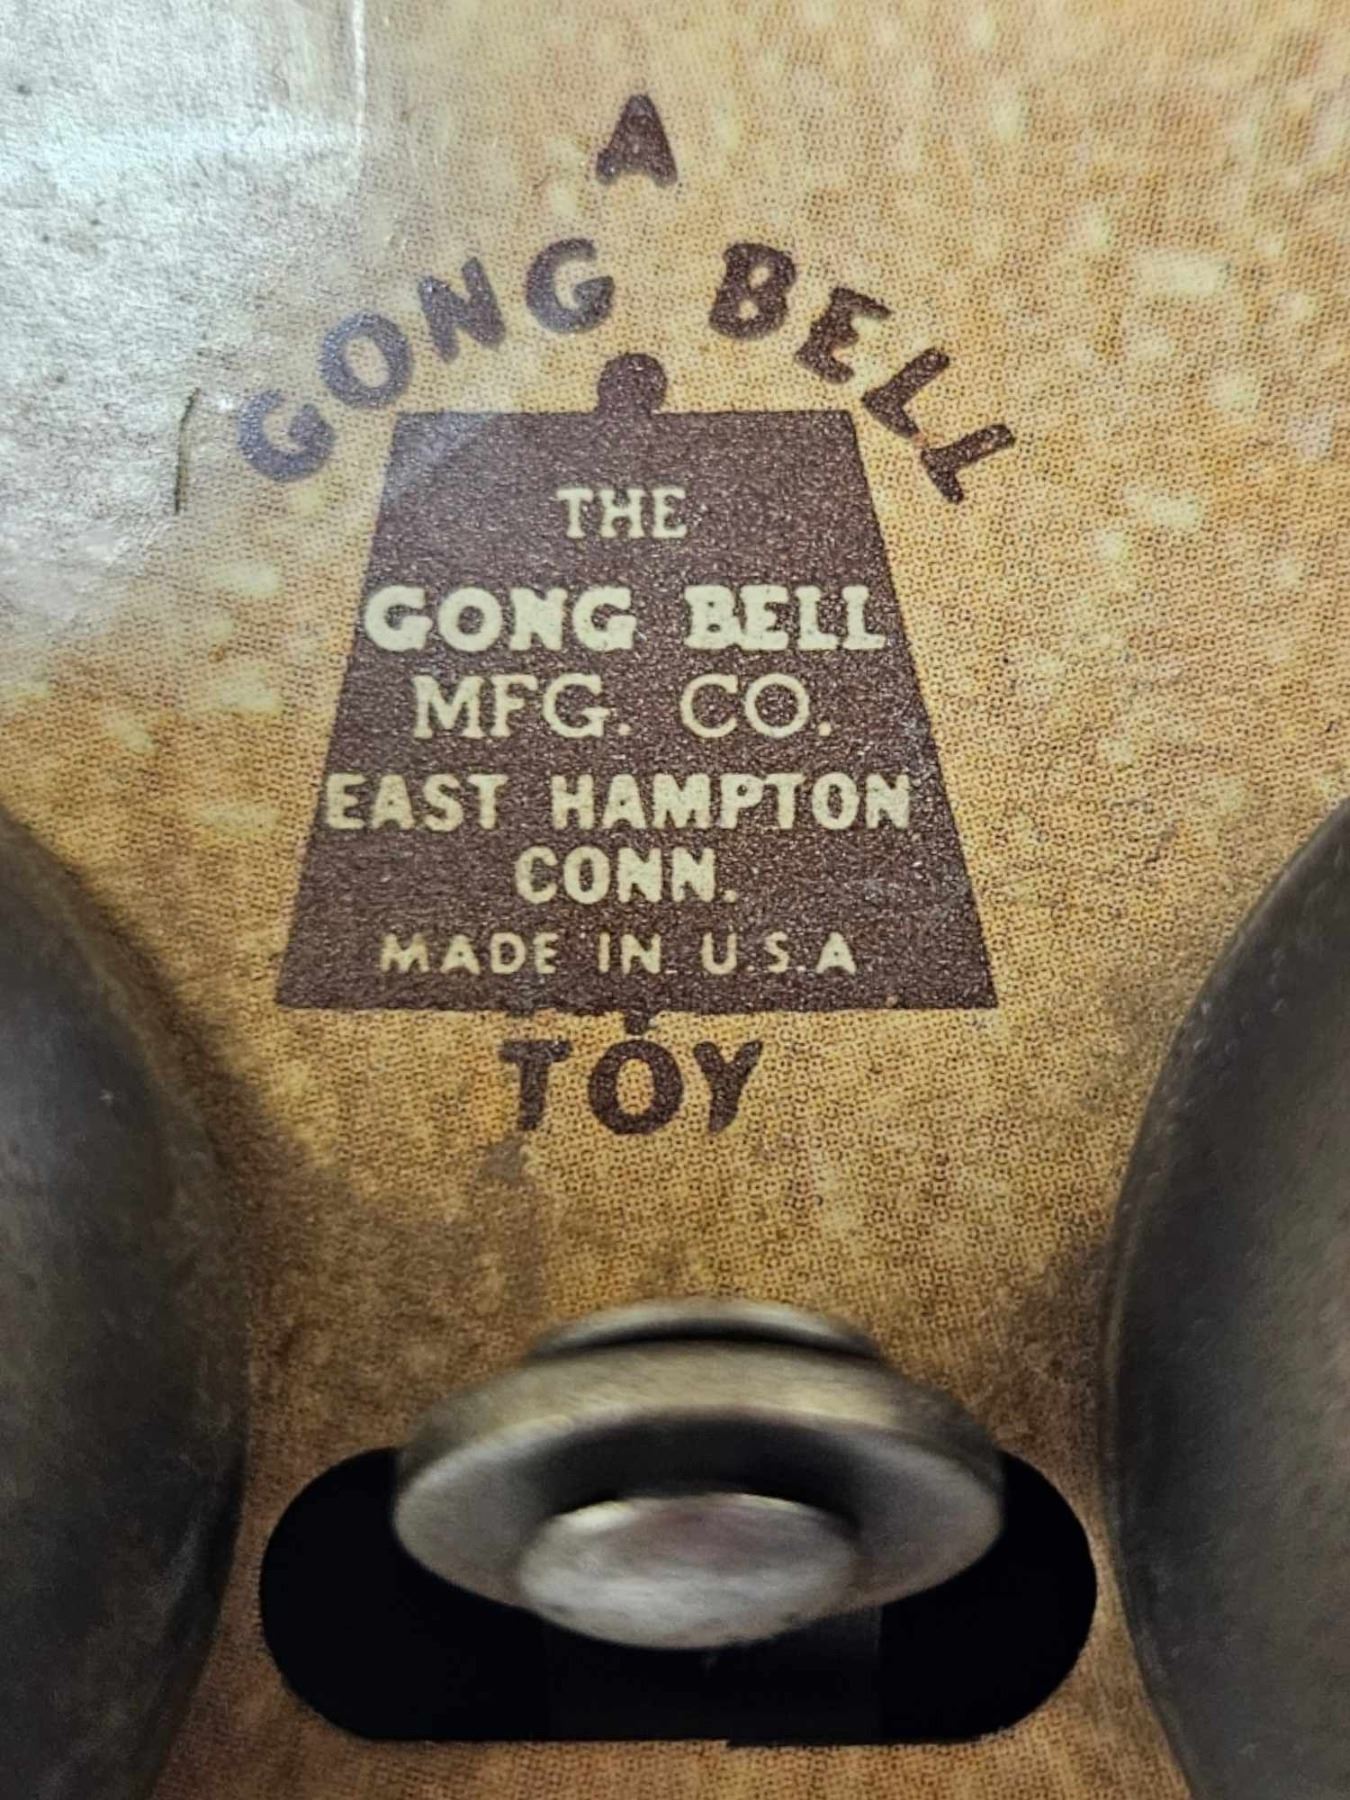 A
GONG BELL
THE
GONG BELL
MFG. CO.
EAST HAMPTON
CONN.
MADE IN U.S.A
TOY